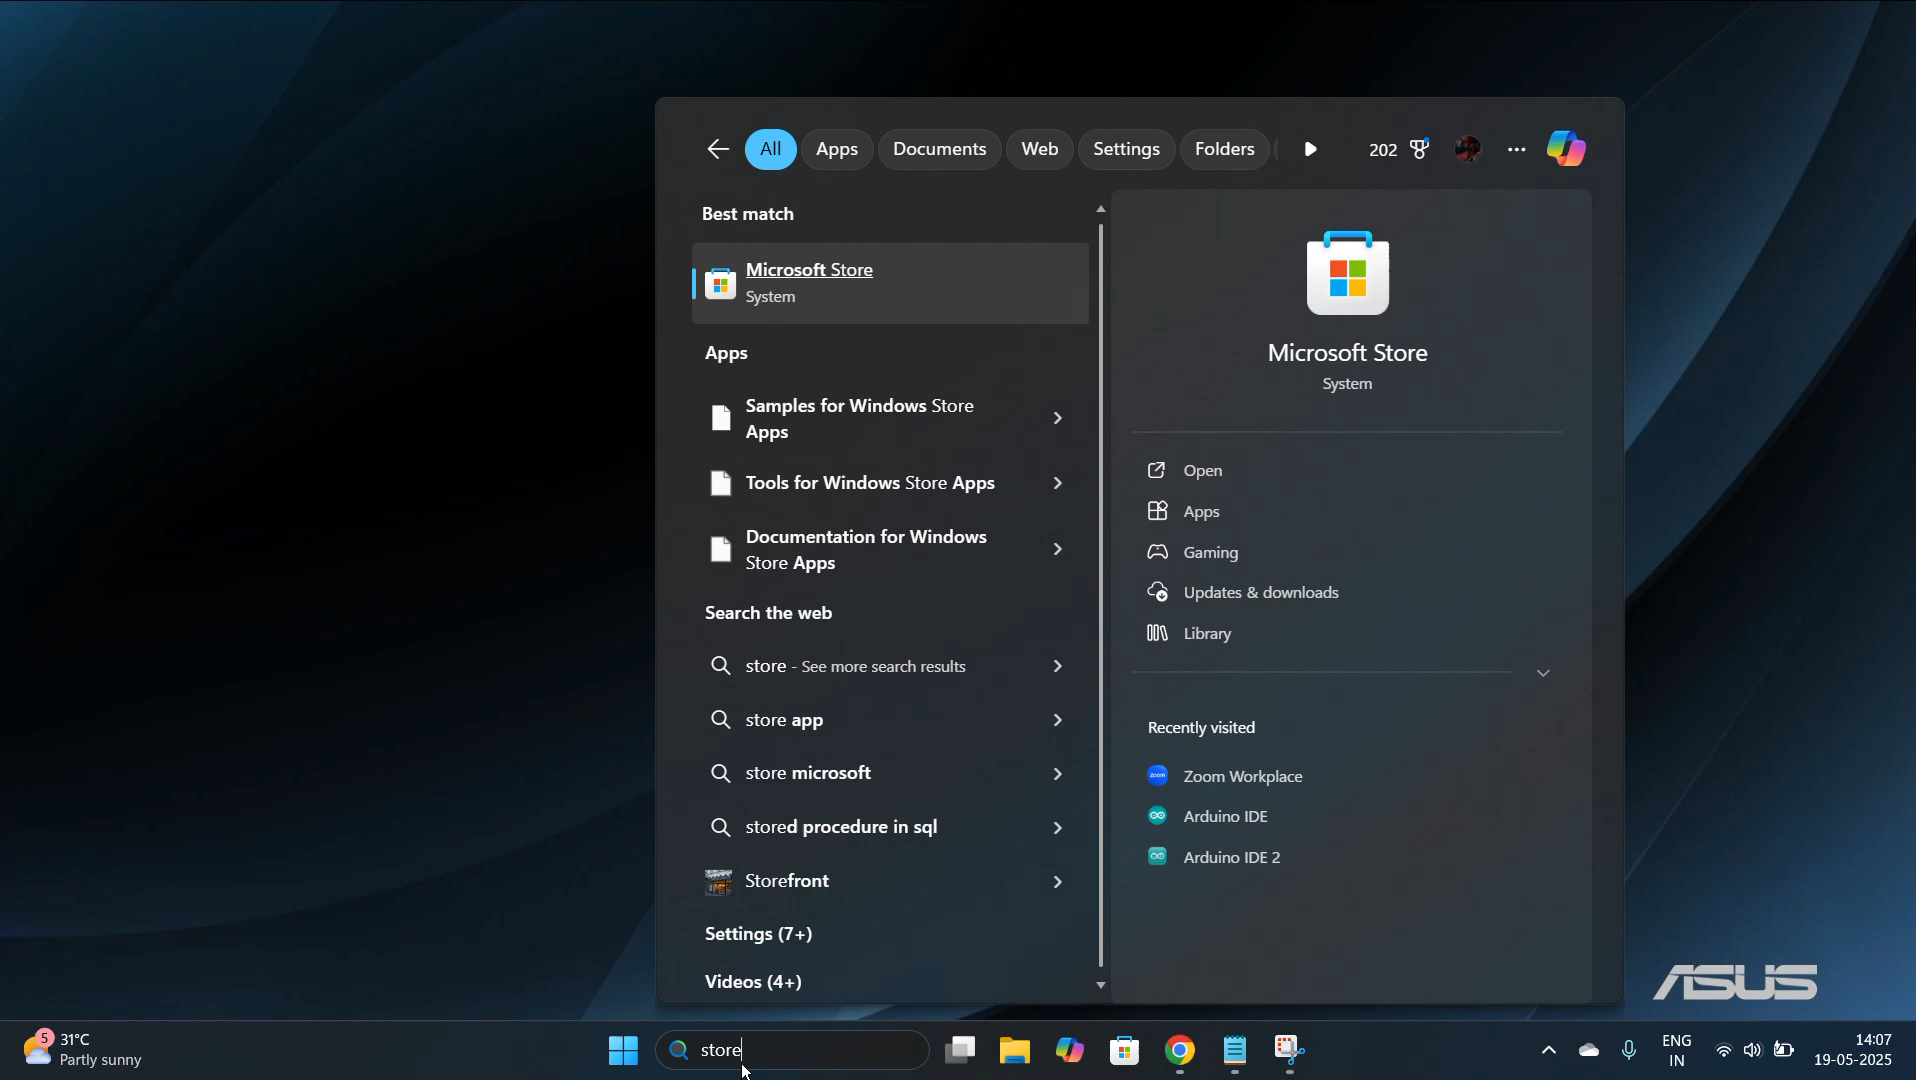 All
Apps
Documents
Web
Settings
Folders
202
Best match
Microsoft Store
System
Apps
Samples for Windows Store
Apps
Tools for Windows Store Apps
Documentation for Windows
Store Apps
Search the web
store - See more search results
store app
store microsoft
stored procedure in sql
Storefront
Settings (7+)
Videos (4+)
Microsoft Store
System
Open
Apps
Gaming
Updates & downloads
Library
Recently visited
zoom
Zoom Workplace
Arduino IDE
Arduino IDE 2
ASUS
5
31°C
Partly sunny
store
ENG
IN
14:07
19-05-2025